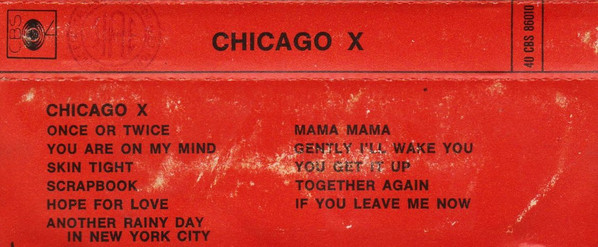 CBS
CHICAGO X
40 CBS 86010
CHICAGO X
ONCE OR TWICE
YOU ARE ON MY MIND
SKIN TIGHT
SCRAPBOOK
HOPE FOR LOVE
ANOTHER RAINY DAY
IN NEW YORK CITY
MAMA MAMA
GENTLY I'LL WAKE YOU
YOU GET IT UP
TOGETHER AGAIN
IF YOU LEAVE ME NOW